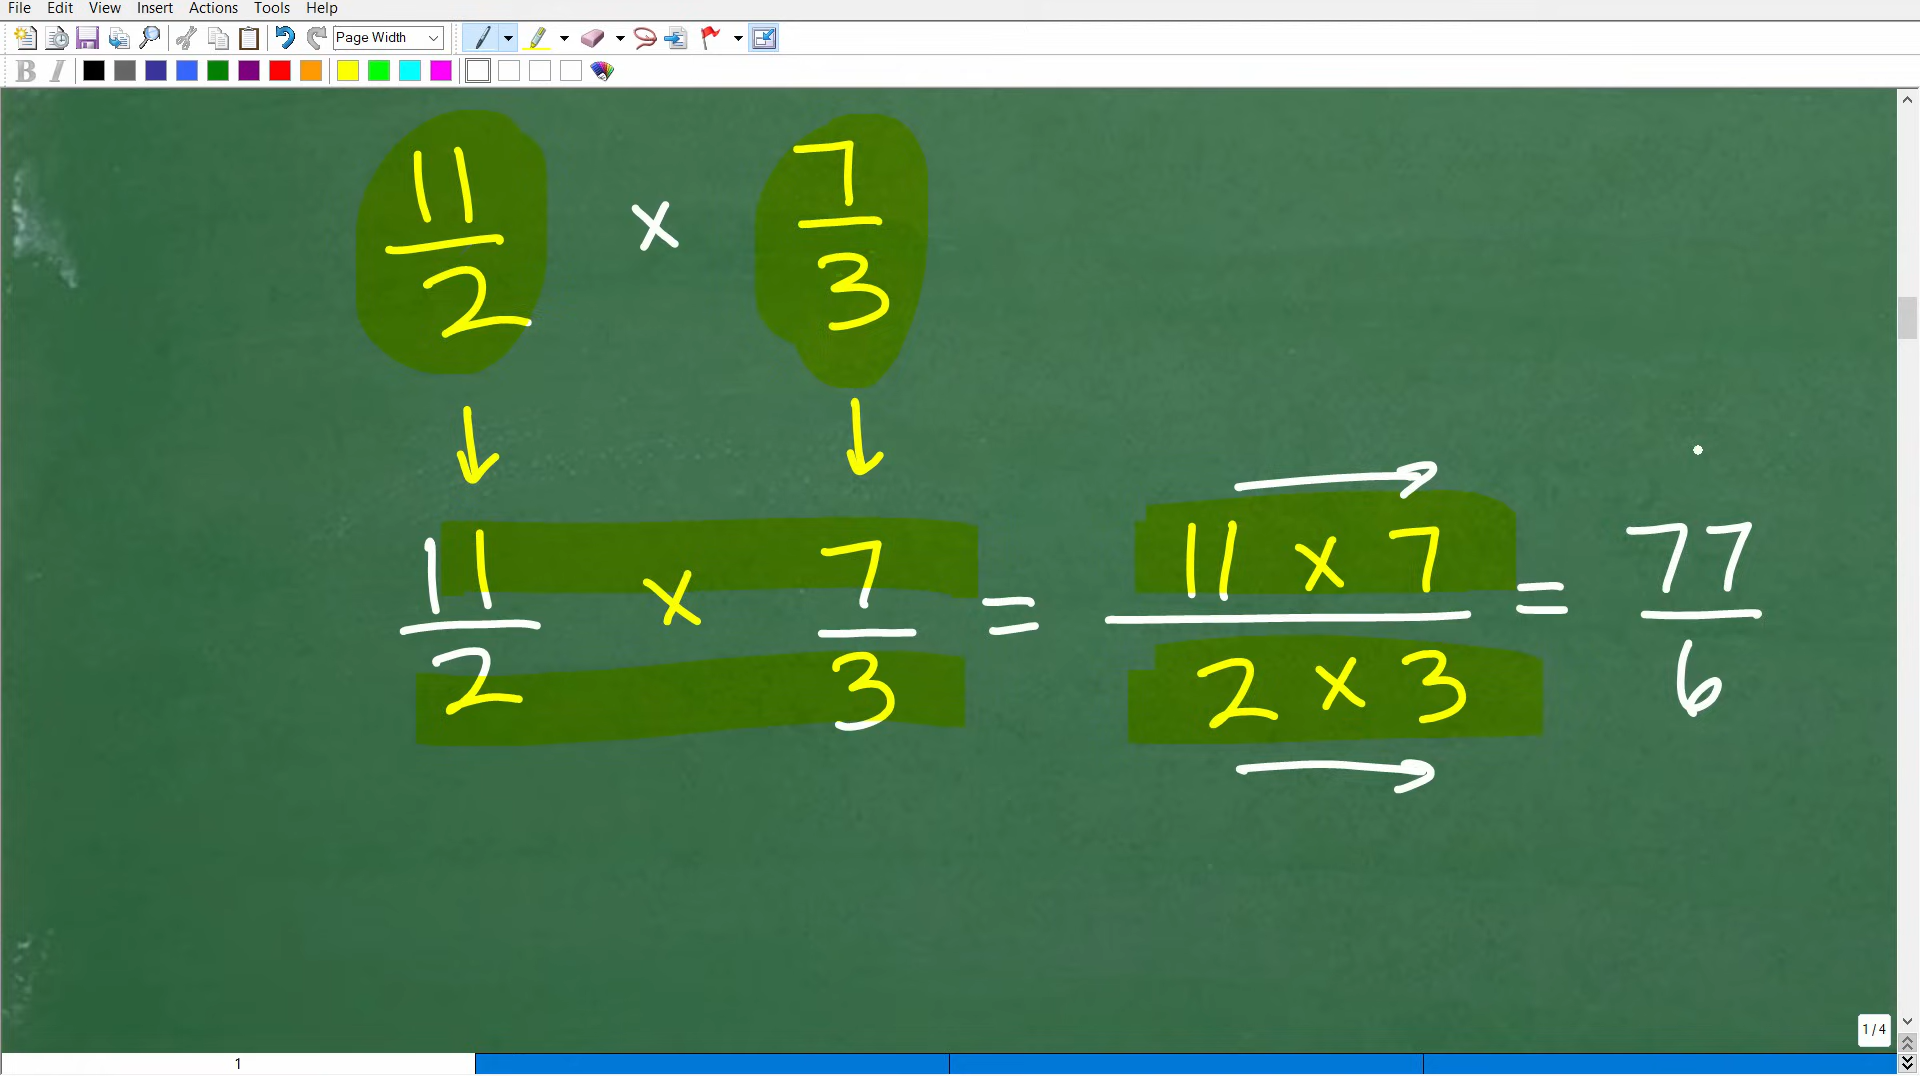 File Edit View Insert Actions Tools Help
Page Width
B I
11/2 x 7/3
11/2 x 7/3 = 11 x 7/2 x 3 = 77/6
1 / 4
1